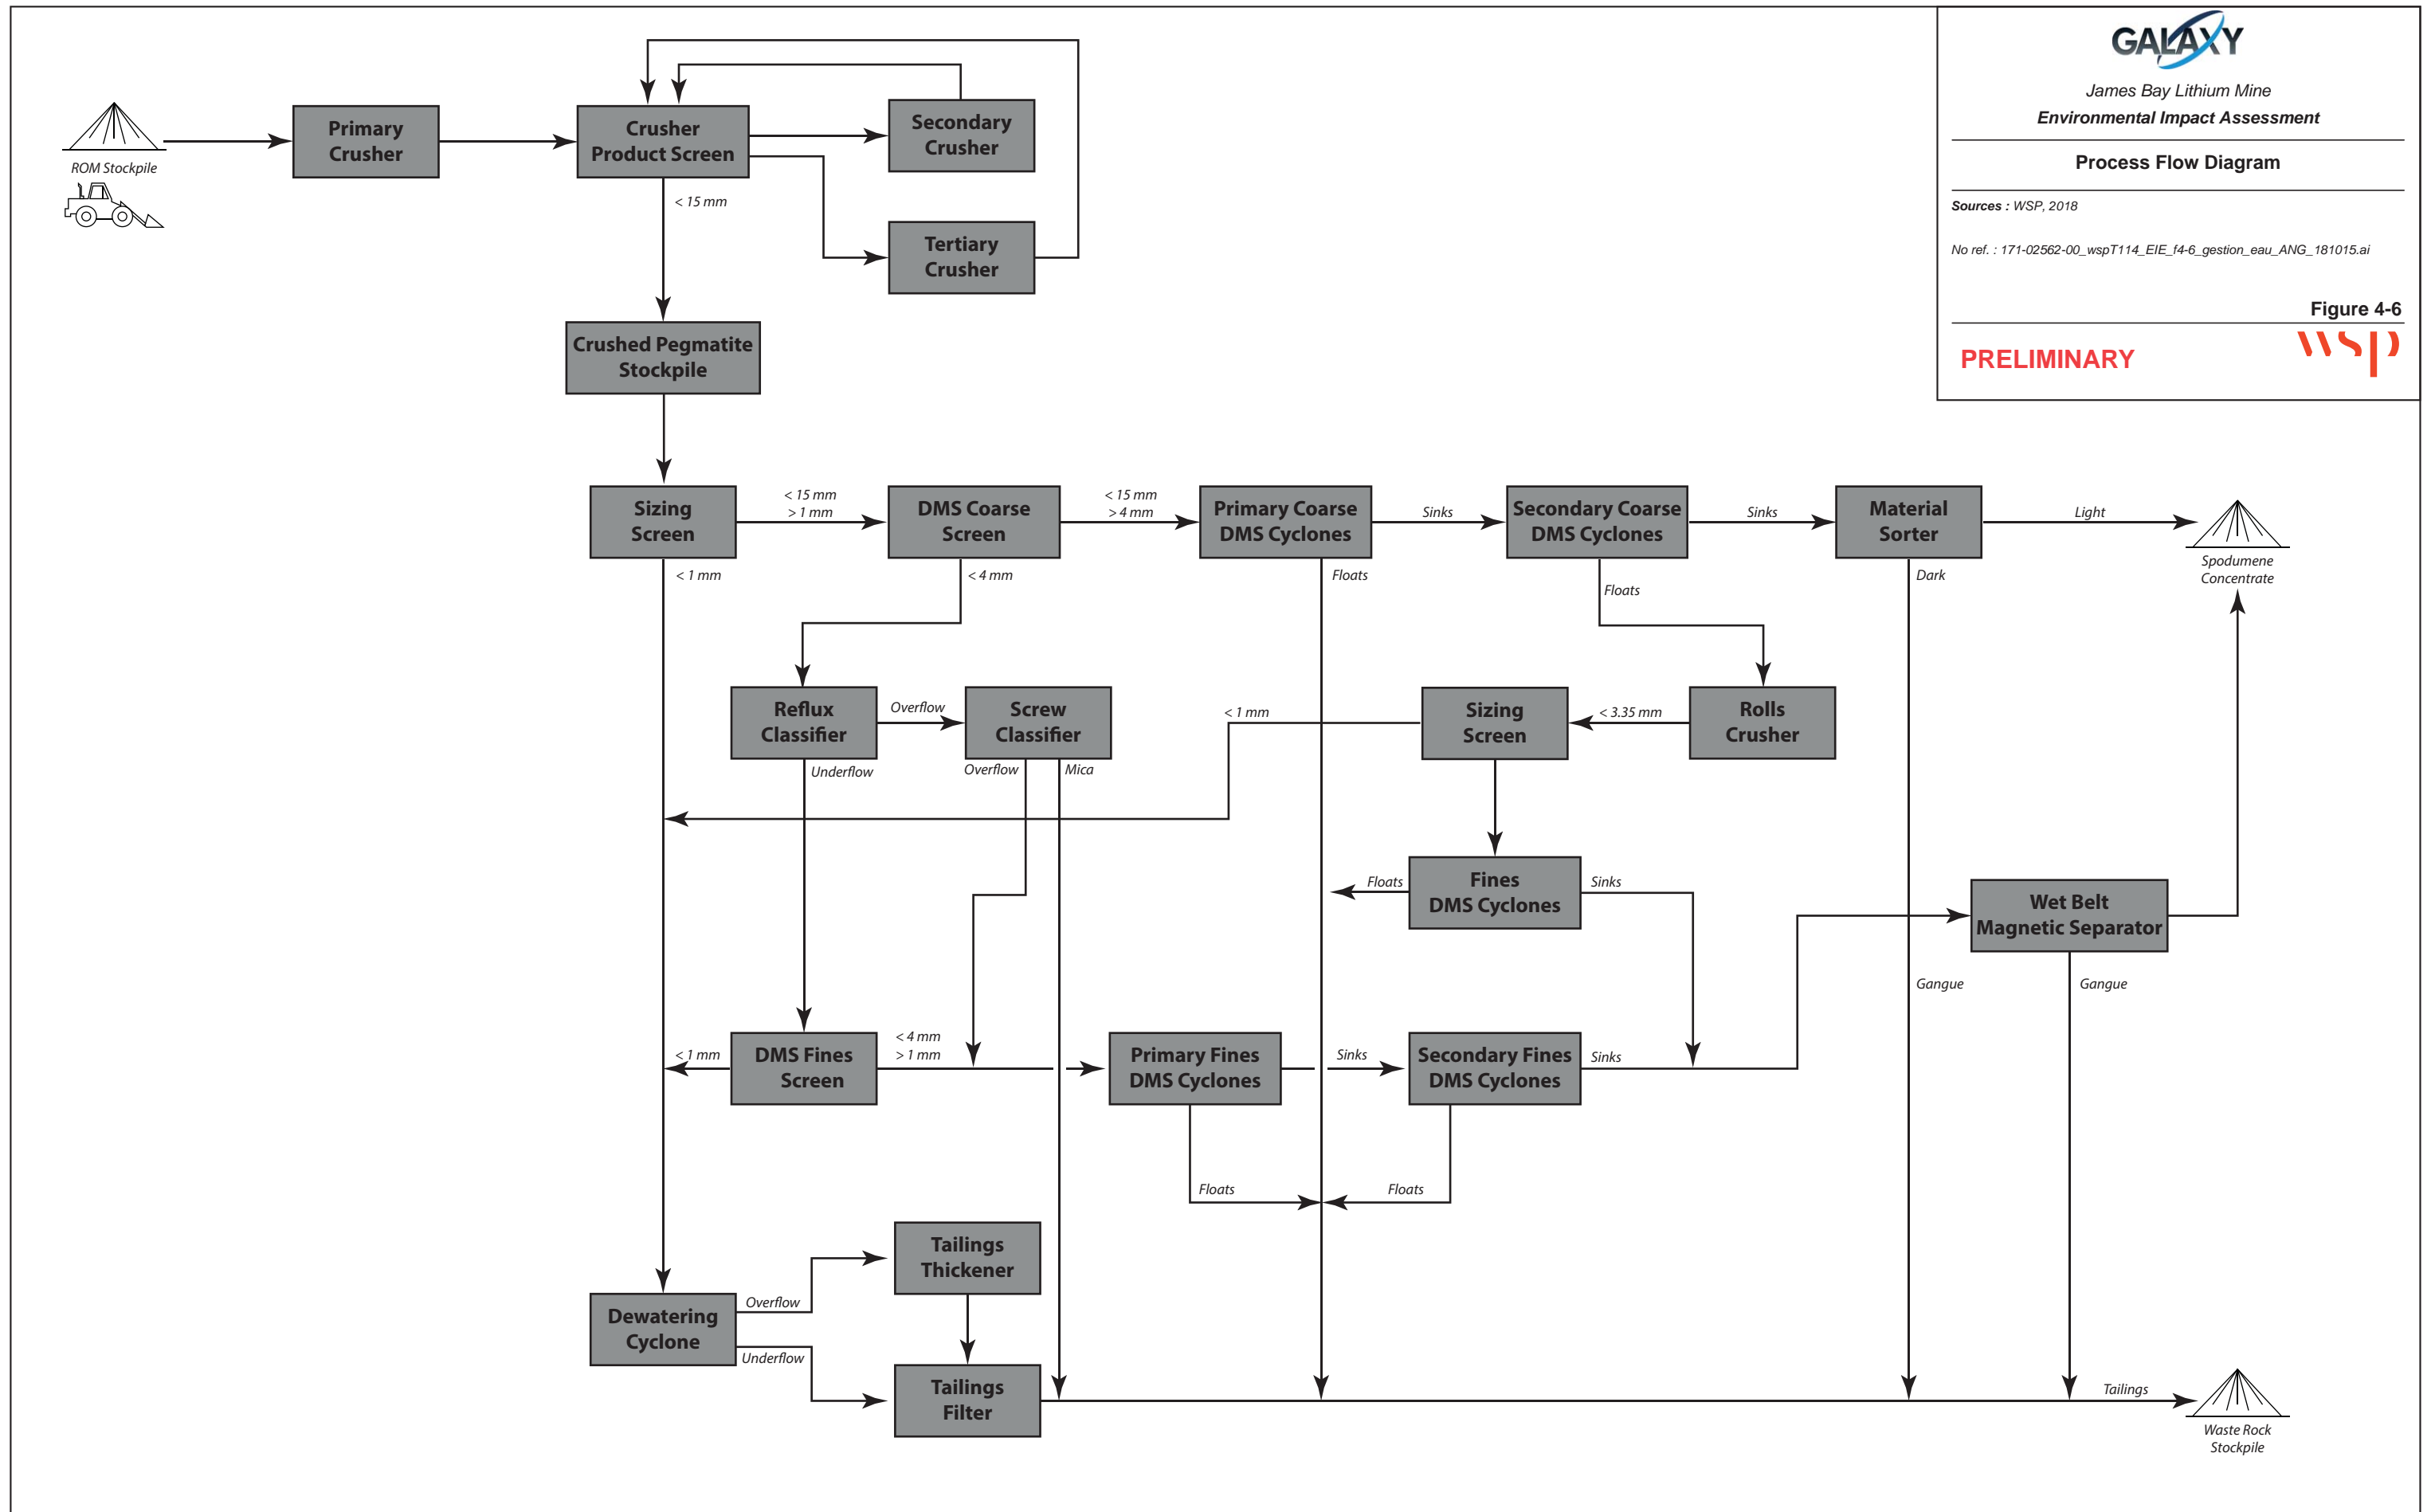 GALAXY
James Bay Lithium Mine
Environmental Impact Assessment
Process Flow Diagram
Sources : WSP, 2018
No ref. : 171-02562-00_wspT114_EIE_f4-6_gestion_eau_ANG_181015.ai
Figure 4-6
PRELIMINARY
wsp
ROM Stockpile
Primary
Crusher
Crusher
Product Screen
Secondary
Crusher
Tertiary
Crusher
< 15 mm
Crushed Pegmatite
Stockpile
Sizing
Screen
< 15 mm
> 1 mm
DMS Coarse
Screen
< 15 mm
> 4 mm
Primary Coarse
DMS Cyclones
Sinks
Secondary Coarse
DMS Cyclones
Sinks
Material
Sorter
Light
Spodumene
Concentrate
< 1 mm
< 4 mm
Floats
Floats
Dark
Reflux
Classifier
Overflow
Screw
Classifier
< 1 mm
Sizing
Screen
< 3.35 mm
Rolls
Crusher
Underflow
Overflow
Mica
Floats
Fines
DMS Cyclones
Sinks
Wet Belt
Magnetic Separator
Gangue
Gangue
< 1 mm
DMS Fines
Screen
< 4 mm
> 1 mm
Primary Fines
DMS Cyclones
Sinks
Secondary Fines
DMS Cyclones
Sinks
Floats
Floats
Tailings
Thickener
Dewatering
Cyclone
Overflow
Underflow
Tailings
Filter
Tailings
Waste Rock
Stockpile